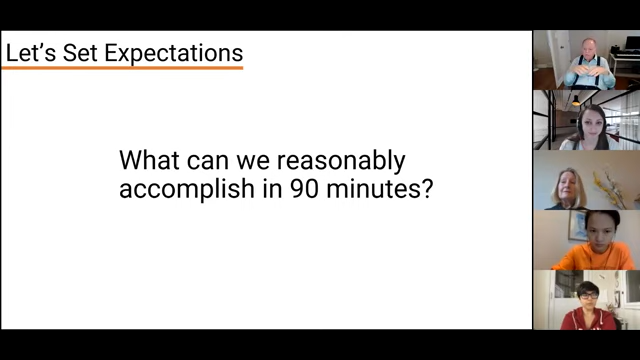 Let's Set Expectations
What can we reasonably
accomplish in 90 minutes?